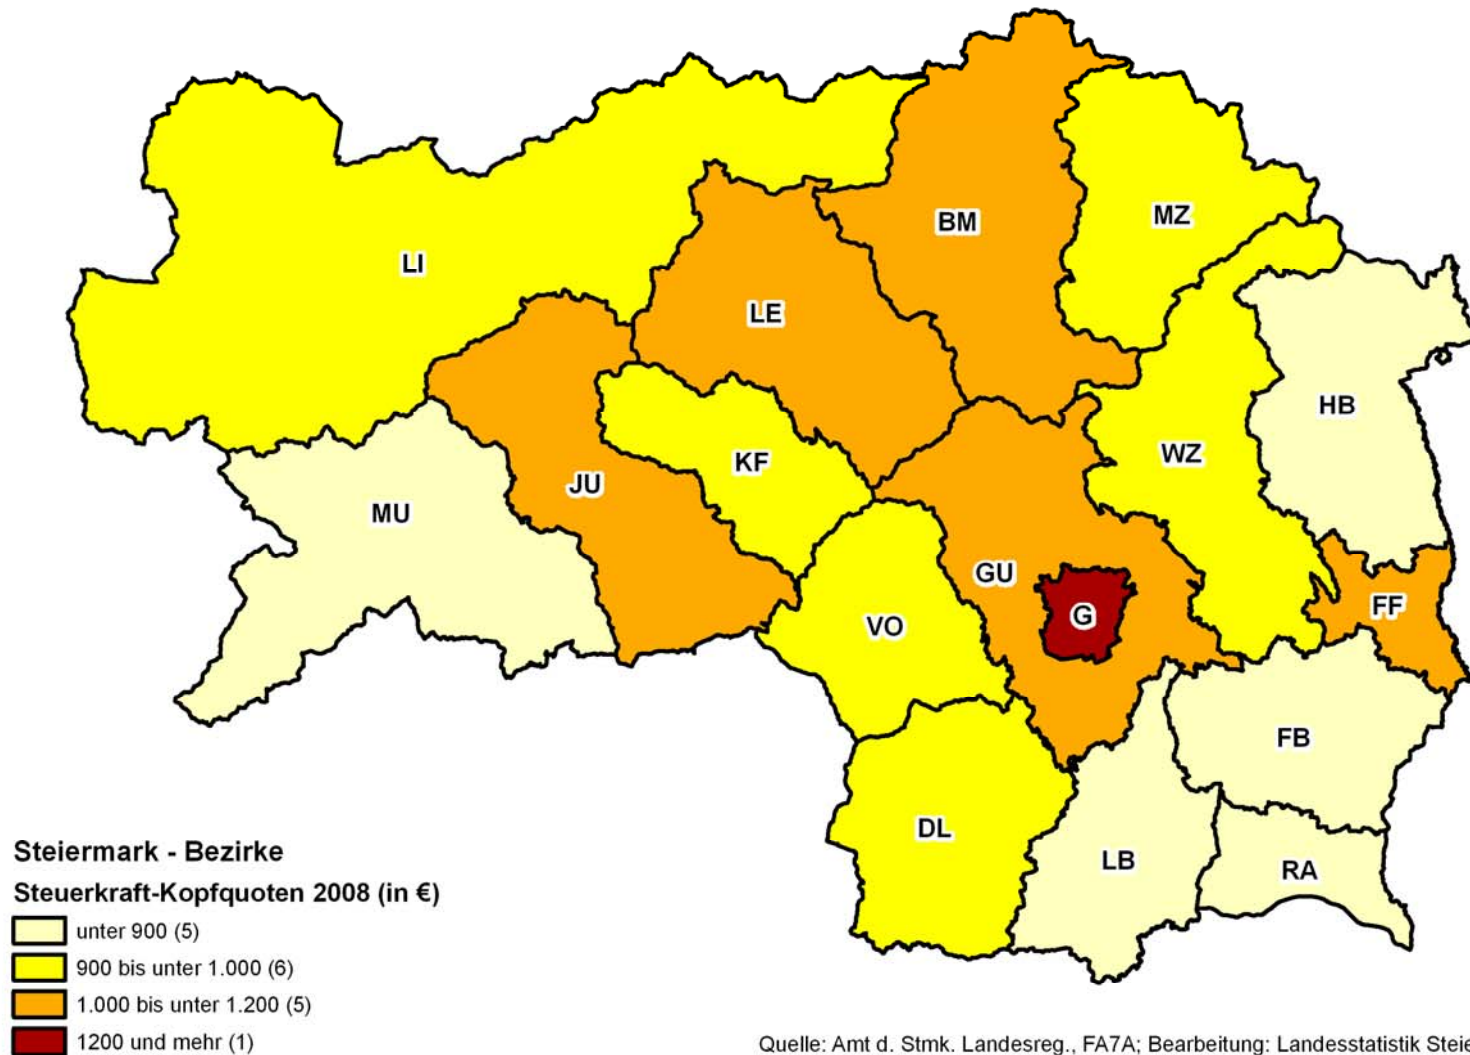 BM
MZ
LI
LE
HB
WZ
KF
JU
MU
GU
FF
G
VO
FB
DL
LB
RA
Steiermark - Bezirke
Steuerkraft-Kopfquoten 2008 (in €)
unter 900 (5)
900 bis unter 1.000 (6)
1.000 bis unter 1.200 (5)
1200 und mehr (1)
Quelle: Amt d. Stmk. Landesreg., FA7A; Bearbeitung: Landesstatistik Steie